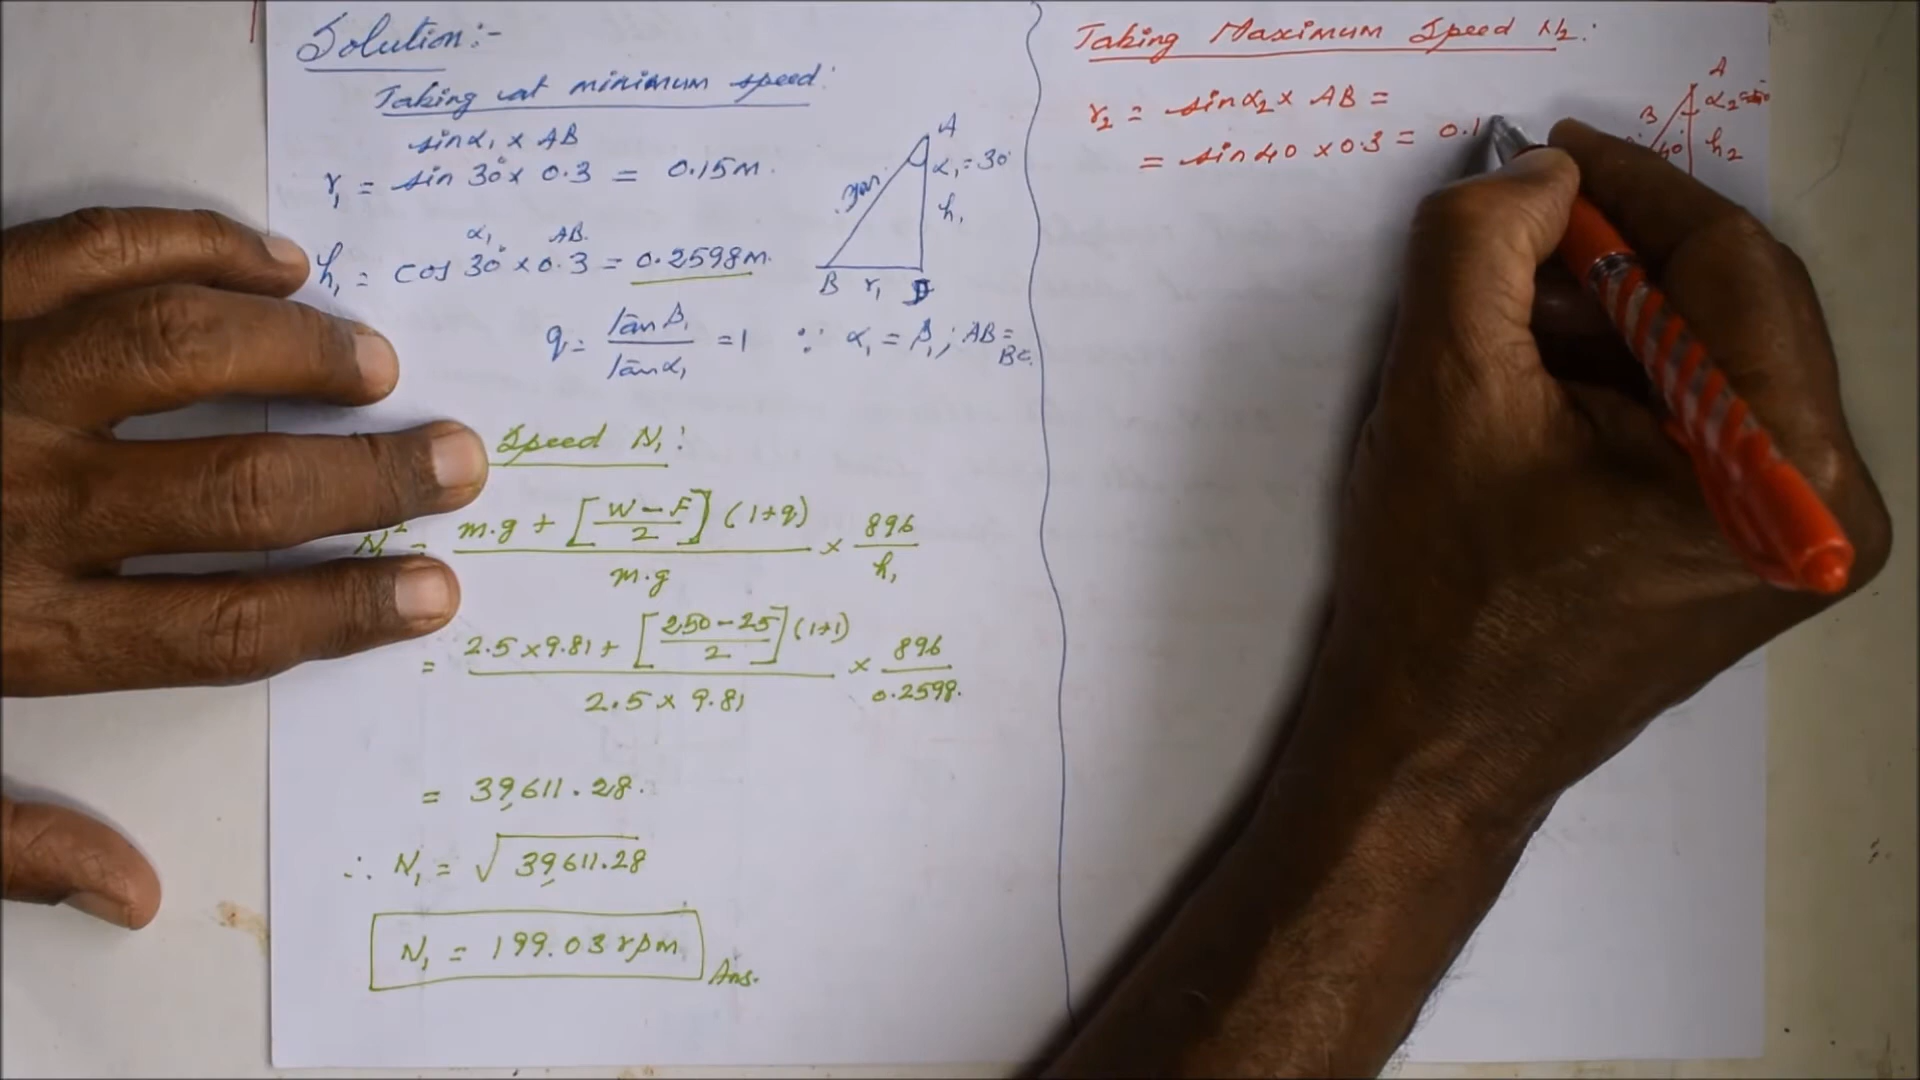 Solution:-
Taking at minimum speed:
sinα₁ × AB
r₁ = sin 30° × 0.3 = 0.15m.
A
α₁ = 30°
h₁
B r₁ D
α₁ AB.
h₁ = cos 30° × 0.3 = 0.2598m.
q = tanβ₁ / tanα₁ = 1 ∵ α₁ = β₁; AB = BC.
Speed N₁:
N₁² = m.g + [W - F / 2] (1+q) / m.g × 896 / h₁
= 2.5 × 9.81 + [250 - 25 / 2] (1+1) / 2.5 × 9.81 × 896 / 0.2598.
= 39,611.28.
∴ N₁ = √39,611.28
N₁ = 199.03 rpm
Ans.
Taking Maximum Speed N₂:
r₂ = sinα₂ × AB =
= sin 40 × 0.3 = 0.1
A
α₂
B
40
h₂